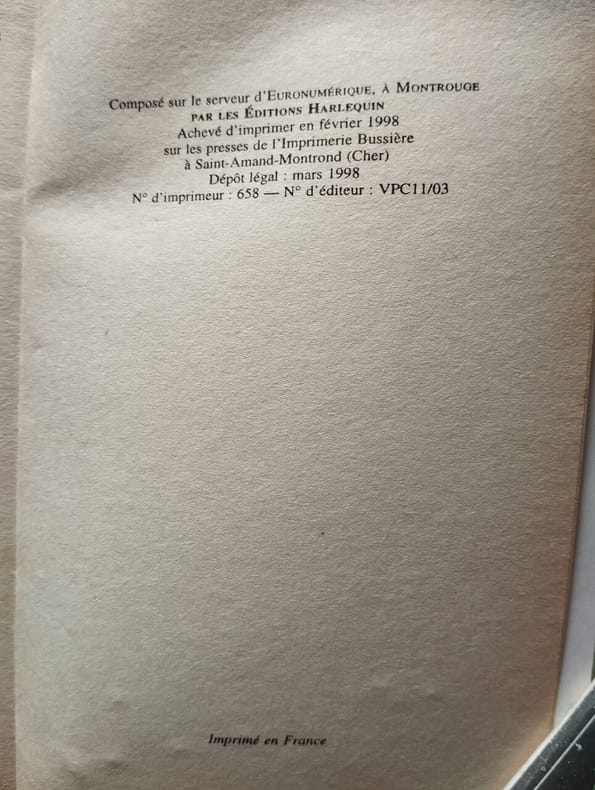 Composé sur le serveur d'EURONUMÉRIQUE, À MONTROUGE
PAR LES ÉDITIONS HARLEQUIN
Achevé d'imprimer en février 1998
sur les presses de l'Imprimerie Bussière
à Saint-Amand-Montrond (Cher)
Dépôt légal : mars 1998
N° d'imprimeur : 658 — N° d'éditeur : VPC11/03
Imprimé en France